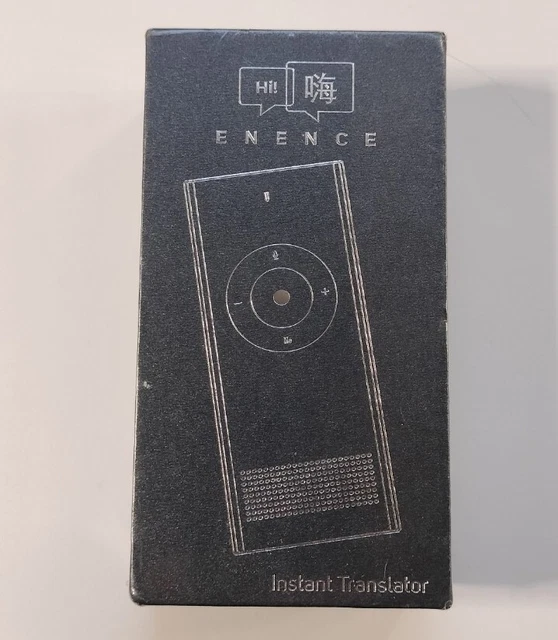 Hi! 嗨
ENENCE
Instant Translator